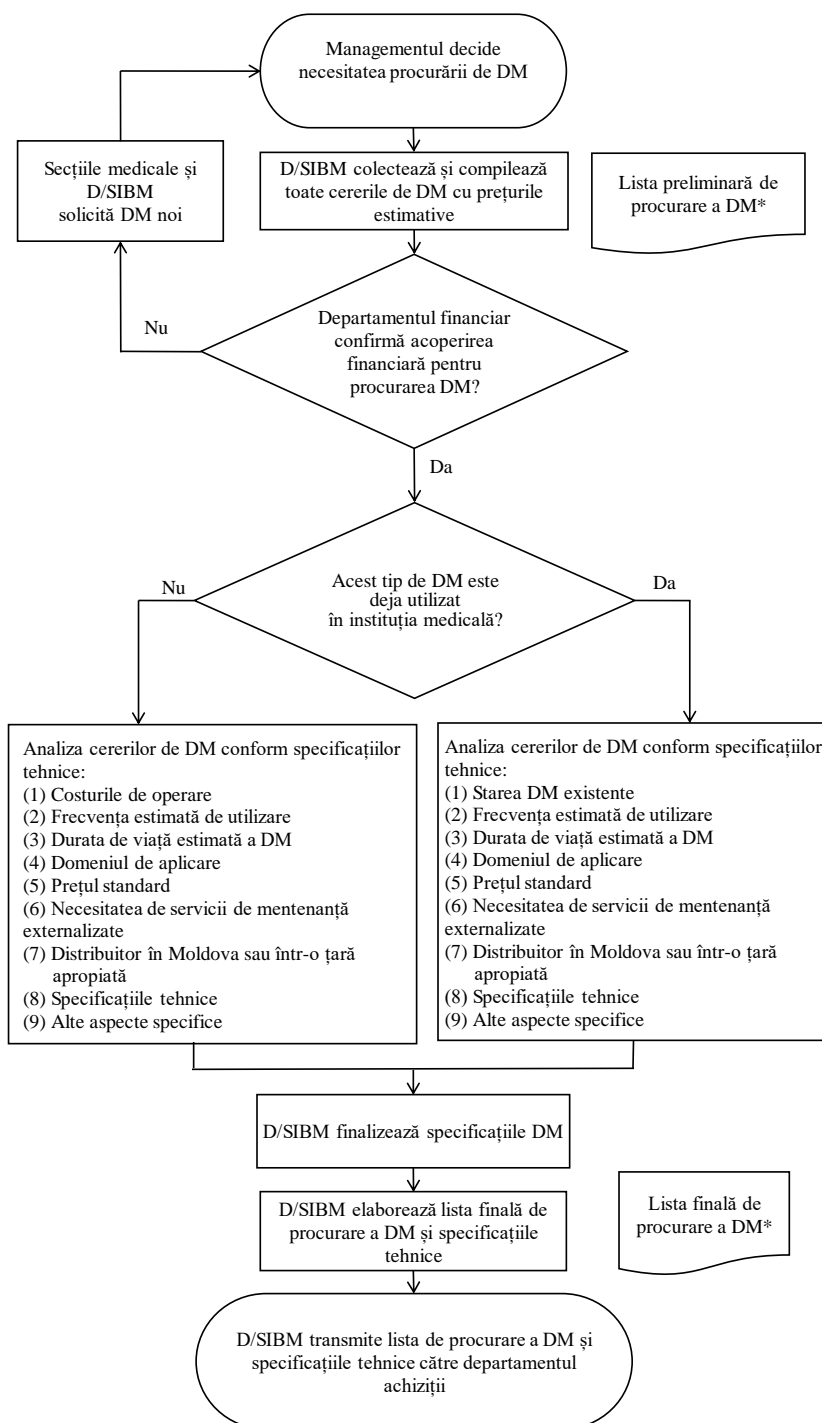 Managementul decide
necesitatea procurării de DM
Secțiile medicale și
D/SIBM
solicită DM noi
D/SIBM colectează și compilează
toate cererile de DM cu prețurile
estimative
Lista preliminară de
procurare a DM*
Nu
Departamentul financiar
confirmă acoperirea
financiară pentru
procurarea DM?
Da
Nu
Acest tip de DM este
deja utilizat
în instituția medicală?
Da
Analiza cererilor de DM conform specificațiilor
tehnice:
(1) Costurile de operare
(2) Frecvența estimată de utilizare
(3) Durata de viață estimată a DM
(4) Domeniul de aplicare
(5) Prețul standard
(6) Necesitatea de servicii de mentenanță
externalizate
(7) Distribuitor în Moldova sau într-o țară
apropiată
(8) Specificațiile tehnice
(9) Alte aspecte specifice
Analiza cererilor de DM conform specificațiilor
tehnice:
(1) Starea DM existente
(2) Frecvența estimată de utilizare
(3) Durata de viață estimată a DM
(4) Domeniul de aplicare
(5) Prețul standard
(6) Necesitatea de servicii de mentenanță
externalizate
(7) Distribuitor în Moldova sau într-o țară
apropiată
(8) Specificațiile tehnice
(9) Alte aspecte specifice
D/SIBM finalizează specificațiile DM
D/SIBM elaborează lista finală de
procurare a DM și specificațiile
tehnice
Lista finală de
procurare a DM*
D/SIBM transmite lista de procurare a DM și
specificațiile tehnice către departamentul
achiziții